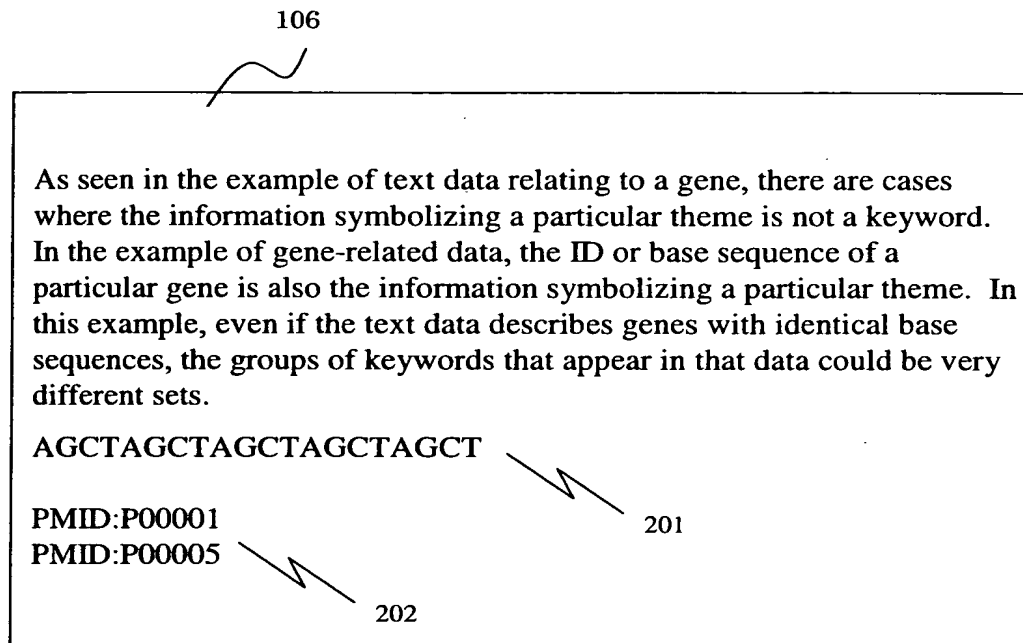 106
As seen in the example of text data relating to a gene, there are cases
where the information symbolizing a particular theme is not a keyword.
In the example of gene-related data, the ID or base sequence of a
particular gene is also the information symbolizing a particular theme.  In
this example, even if the text data describes genes with identical base
sequences, the groups of keywords that appear in that data could be very
different sets.
AGCTAGCTAGCTAGCTAGCT
201
PMID:P00001
PMID:P00005
202